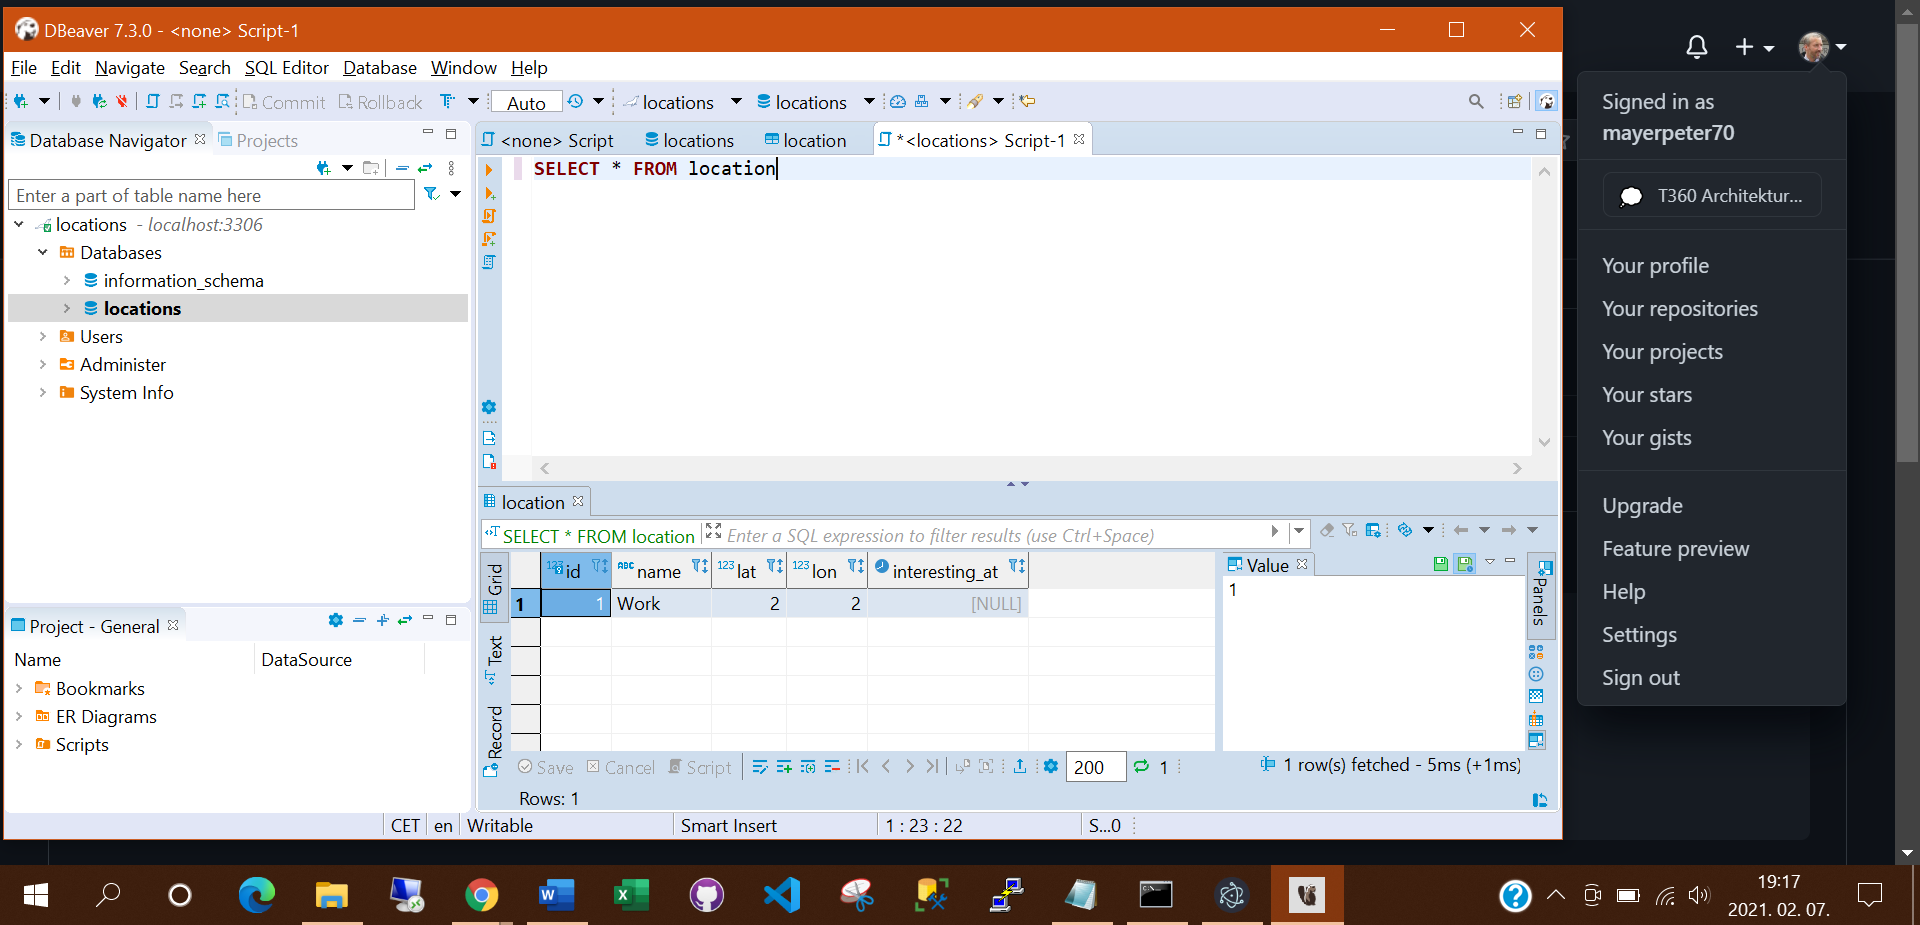 DBeaver 7.3.0 - <none> Script-1
File Edit Navigate Search SQL Editor Database Window Help
Commit Rollback Auto locations locations
Database Navigator Projects
Enter a part of table name here
locations - localhost:3306
Databases
information_schema
locations
Users
Administer
System Info
Project - General
Name DataSource
Bookmarks
ER Diagrams
Scripts
<none> Script locations location *<locations> Script-1
SELECT * FROM location
location
SELECT * FROM location Enter a SQL expression to filter results (use Ctrl+Space)
Grid
Text
Record
123 id ABC name 123 lat 123 lon interesting_at
1 1 Work 2 2 [NULL]
Value
1
Panels
Save Cancel Script 200 1 1 row(s) fetched - 5ms (+1ms)
Rows: 1
CET en Writable Smart Insert 1 : 23 : 22 S...0
Signed in as
mayerpeter70
T360 Architektur...
Your profile
Your repositories
Your projects
Your stars
Your gists
Upgrade
Feature preview
Help
Settings
Sign out
19:17
2021. 02. 07.